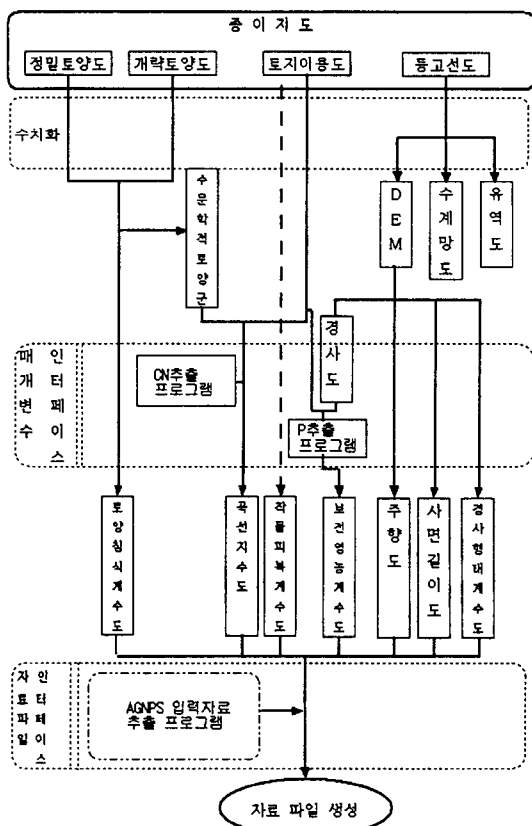 종 이 지 도
정밀토양도
개략토양도
토지이용도
등고선도
수치화
수문학적토양군
DEM
수계망도
유역도
경사도
매개변수
인터페이스
CN추출
프로그램
P추출
프로그램
토양침식계수도
곡선지수도
작물피복계수도
보전영농계수도
주향도
사면길이도
경사형태계수도
자료파일
인터페이스
AGNPS 입력자료
추출 프로그램
자료 파일 생성